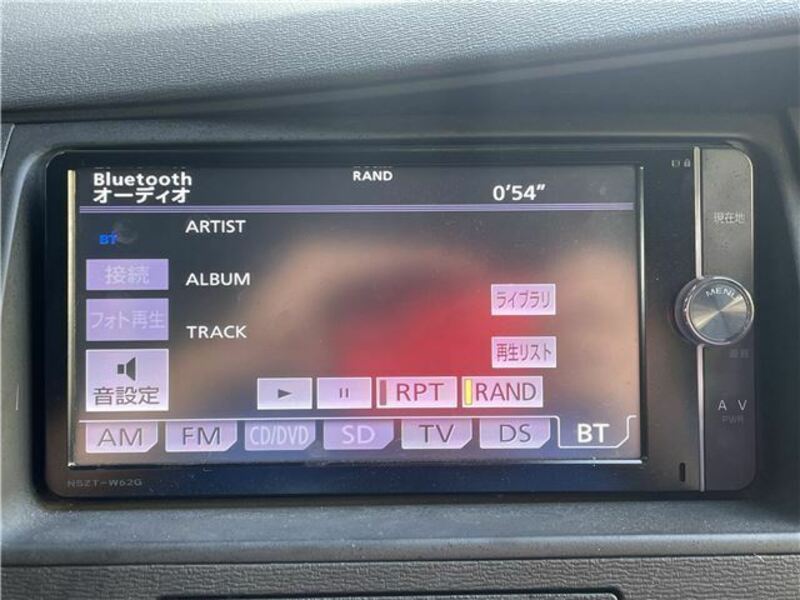 Bluetooth
オーディオ
RAND
0'54"
現在地
BT
ARTIST
接続
ALBUM
フォト再生
ライブラリ
MENU
TRACK
再生リスト
音設定
RPT
RAND
AV
PWR
AM
FM
CD/DVD
SD
TV
DS
BT
NSZT-W62G